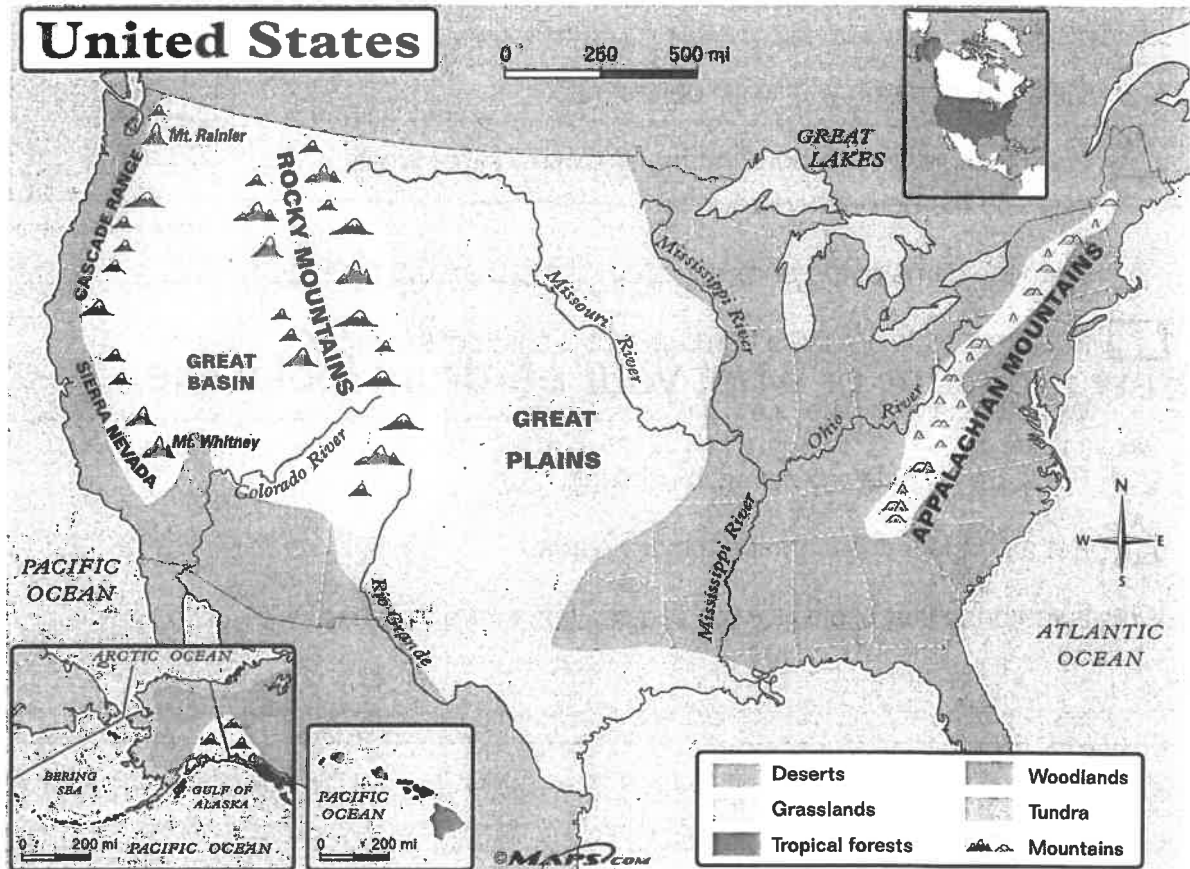 United States
0 250 500 mi
Mt. Rainier
CASCADE RANGE
ROCKY MOUNTAINS
GREAT
LAKES
Mississippi River
Missouri River
GREAT
BASIN
SIERRA NEVADA
Mt. Whitney
Colorado River
GREAT
PLAINS
Ohio River
APPALACHIAN MOUNTAINS
N
W E
S
PACIFIC
OCEAN
Rio Grande
Mississippi River
ATLANTIC
OCEAN
ARCTIC OCEAN
BERING
SEA
GULF OF
ALASKA
0 200 mi
PACIFIC OCEAN
PACIFIC
OCEAN
0 200 mi
©MAPS.COM
Deserts
Grasslands
Tropical forests
Woodlands
Tundra
Mountains